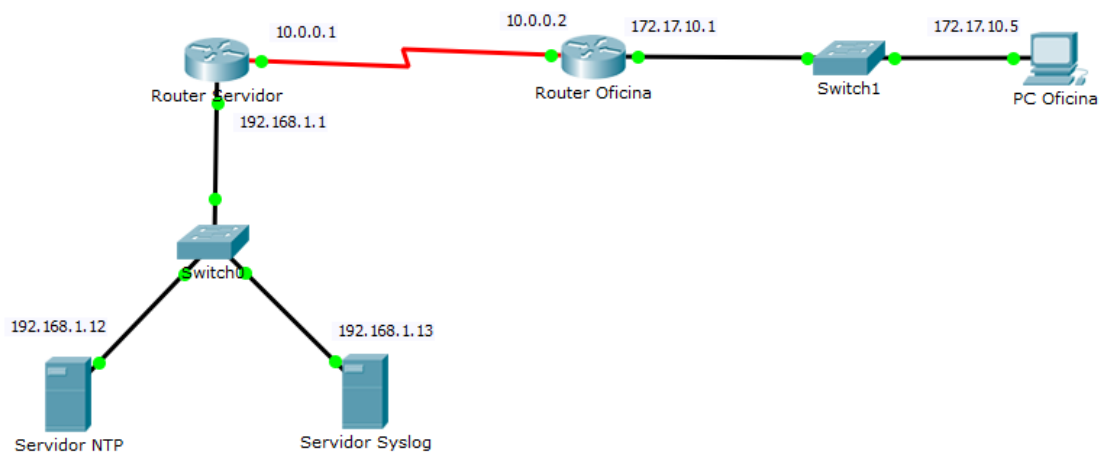 10.0.0.1
10.0.0.2
172.17.10.1
172.17.10.5
Router Servidor
Router Oficina
Switch1
PC Oficina
192.168.1.1
Switch0
192.168.1.12
192.168.1.13
Servidor NTP
Servidor Syslog